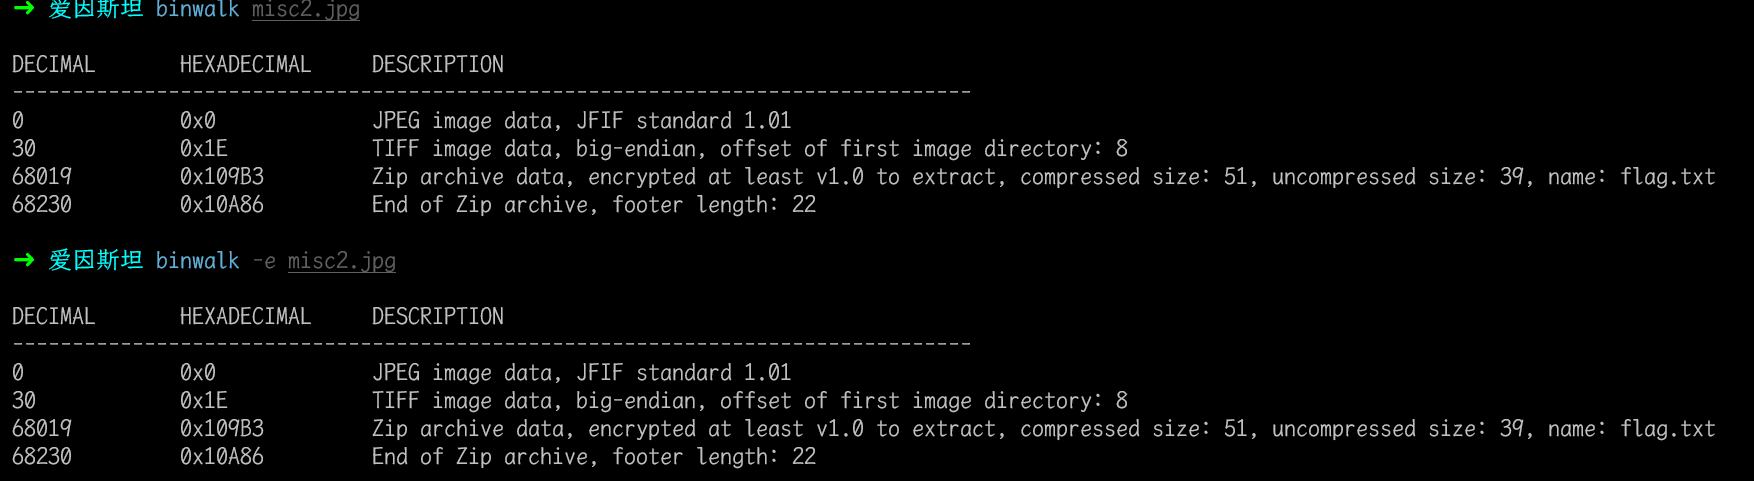 ➜ 爱因斯坦 binwalk misc2.jpg
DECIMAL       HEXADECIMAL     DESCRIPTION
--------------------------------------------------------------------------------
0             0x0             JPEG image data, JFIF standard 1.01
30            0x1E            TIFF image data, big-endian, offset of first image directory: 8
68019         0x109B3         Zip archive data, encrypted at least v1.0 to extract, compressed size: 51, uncompressed size: 39, name: flag.txt
68230         0x10A86         End of Zip archive, footer length: 22
➜ 爱因斯坦 binwalk -e misc2.jpg
DECIMAL       HEXADECIMAL     DESCRIPTION
--------------------------------------------------------------------------------
0             0x0             JPEG image data, JFIF standard 1.01
30            0x1E            TIFF image data, big-endian, offset of first image directory: 8
68019         0x109B3         Zip archive data, encrypted at least v1.0 to extract, compressed size: 51, uncompressed size: 39, name: flag.txt
68230         0x10A86         End of Zip archive, footer length: 22